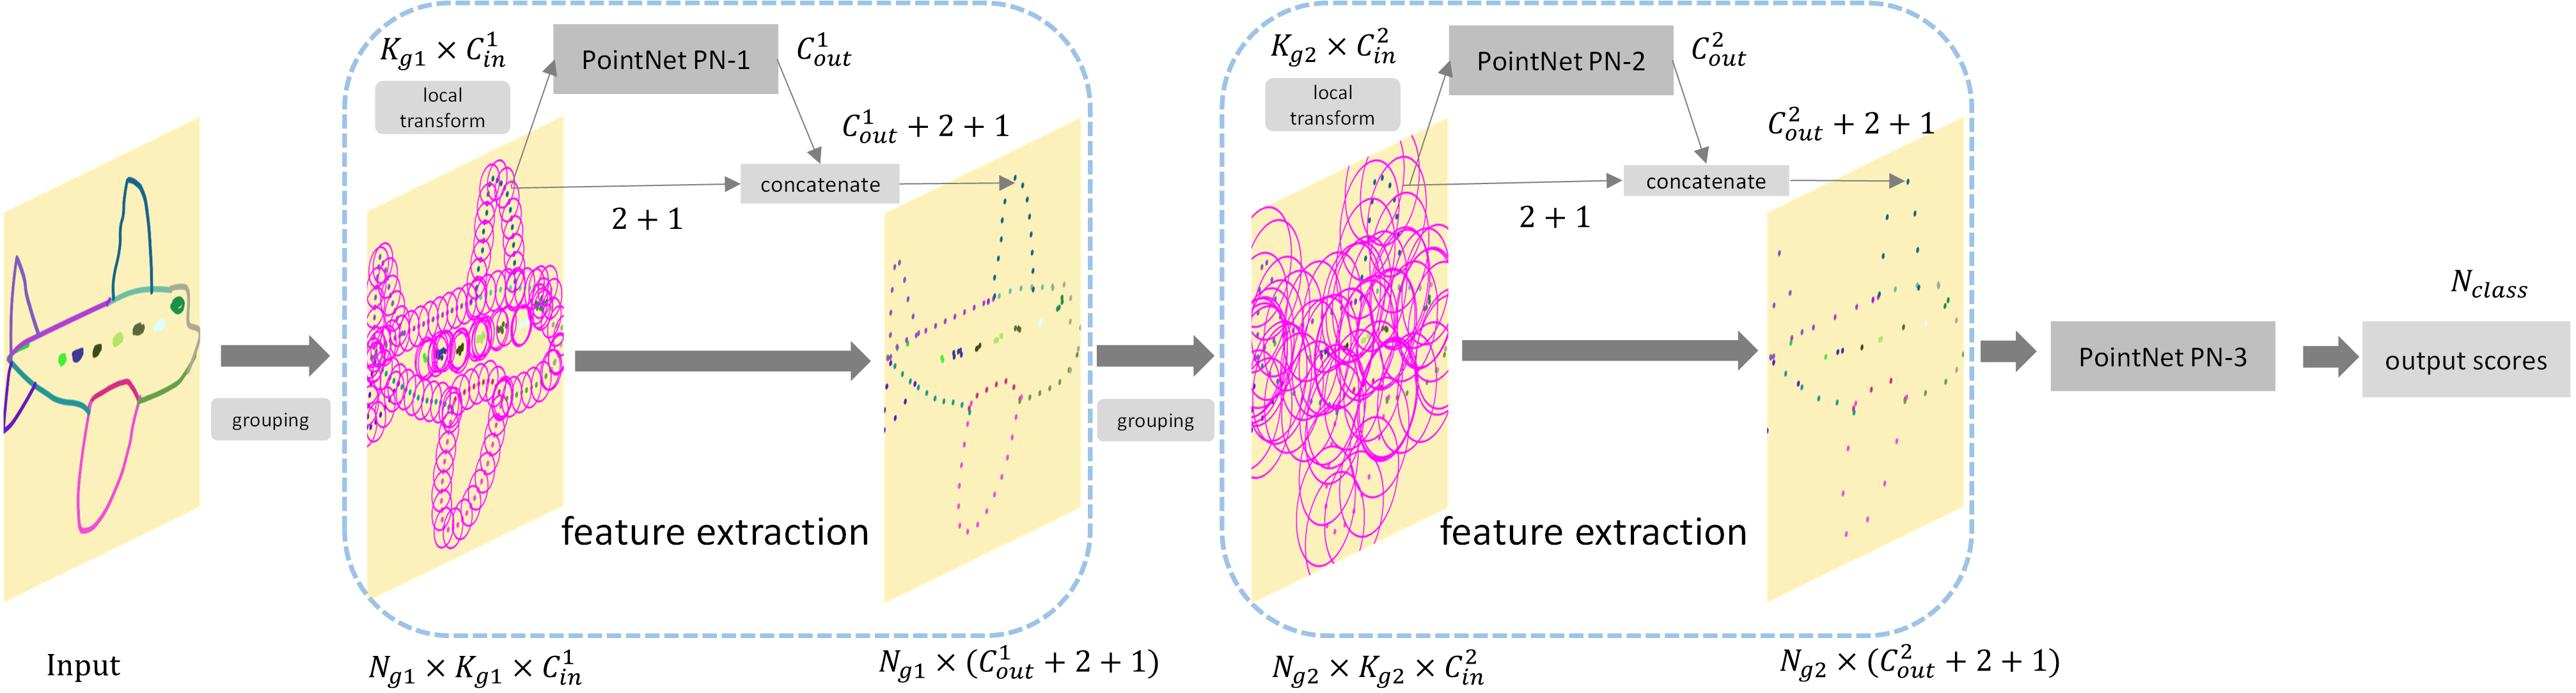 Input
grouping
$K_{g1} \times C_{in}^{1}$
local
transform
PointNet PN-1
$C_{out}^{1}$
$C_{out}^{1} + 2 + 1$
concatenate
2 + 1
feature extraction
$N_{g1} \times K_{g1} \times C_{in}^{1}$
$N_{g1} \times (C_{out}^{1} + 2 + 1)$
grouping
$K_{g2} \times C_{in}^{2}$
local
transform
PointNet PN-2
$C_{out}^{2}$
$C_{out}^{2} + 2 + 1$
concatenate
2 + 1
feature extraction
$N_{g2} \times K_{g2} \times C_{in}^{2}$
$N_{g2} \times (C_{out}^{2} + 2 + 1)$
PointNet PN-3
$N_{class}$
output scores